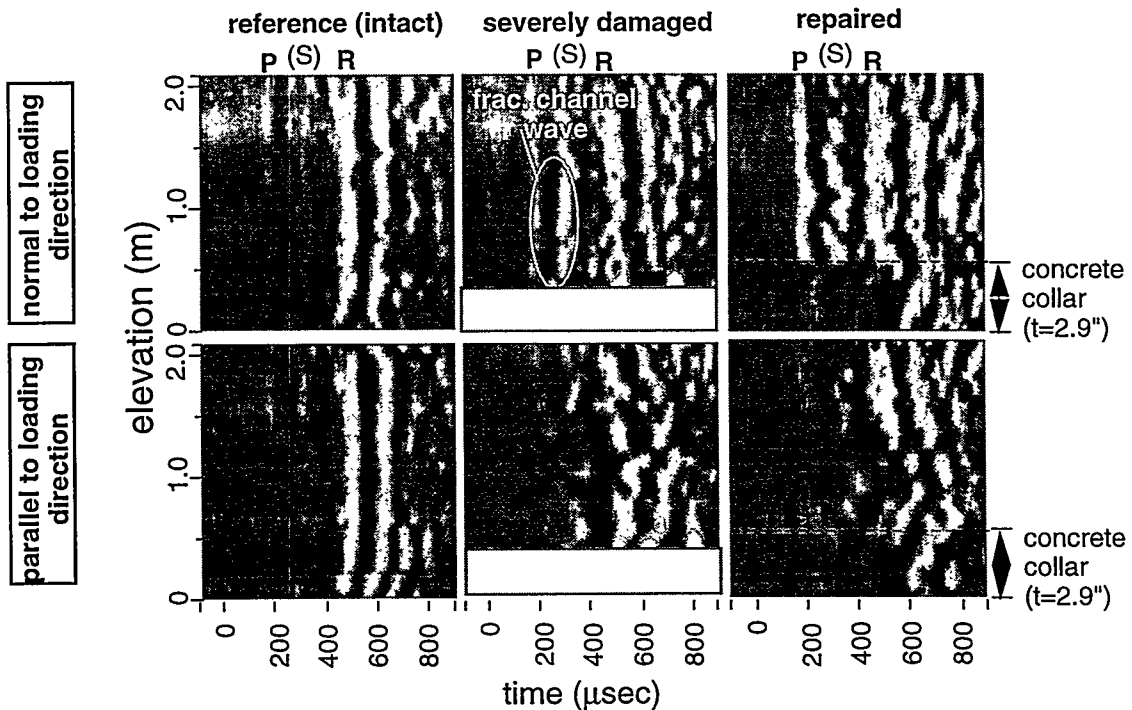 reference (intact)
severely damaged
repaired
P (S) R
P (S) R
P (S) R
normal to loading
direction
parallel to loading
direction
elevation (m)
2.0
1.0
0
2.0
1.0
0
frac. channel
wave
concrete
collar
(t=2.9")
concrete
collar
(t=2.9")
0 200 400 600 800
0 200 400 600 800
0 200 400 600 800
time (µsec)